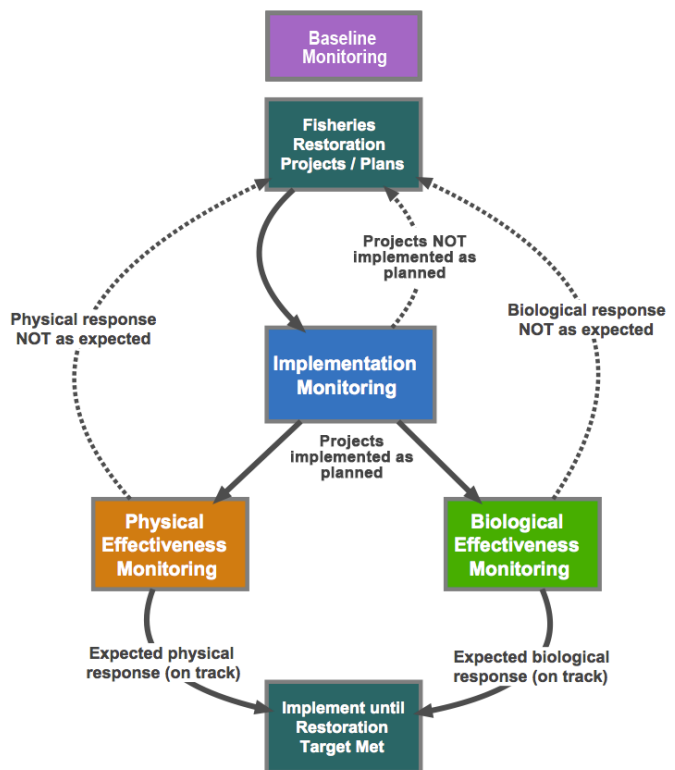 Baseline
Monitoring
Fisheries
Restoration
Projects / Plans
Projects NOT
implemented as
planned
Physical response
NOT as expected
Biological response
NOT as expected
Implementation
Monitoring
Projects
implemented as
planned
Physical
Effectiveness
Monitoring
Biological
Effectiveness
Monitoring
Expected physical
response (on track)
Expected biological
response (on track)
Implement until
Restoration
Target Met